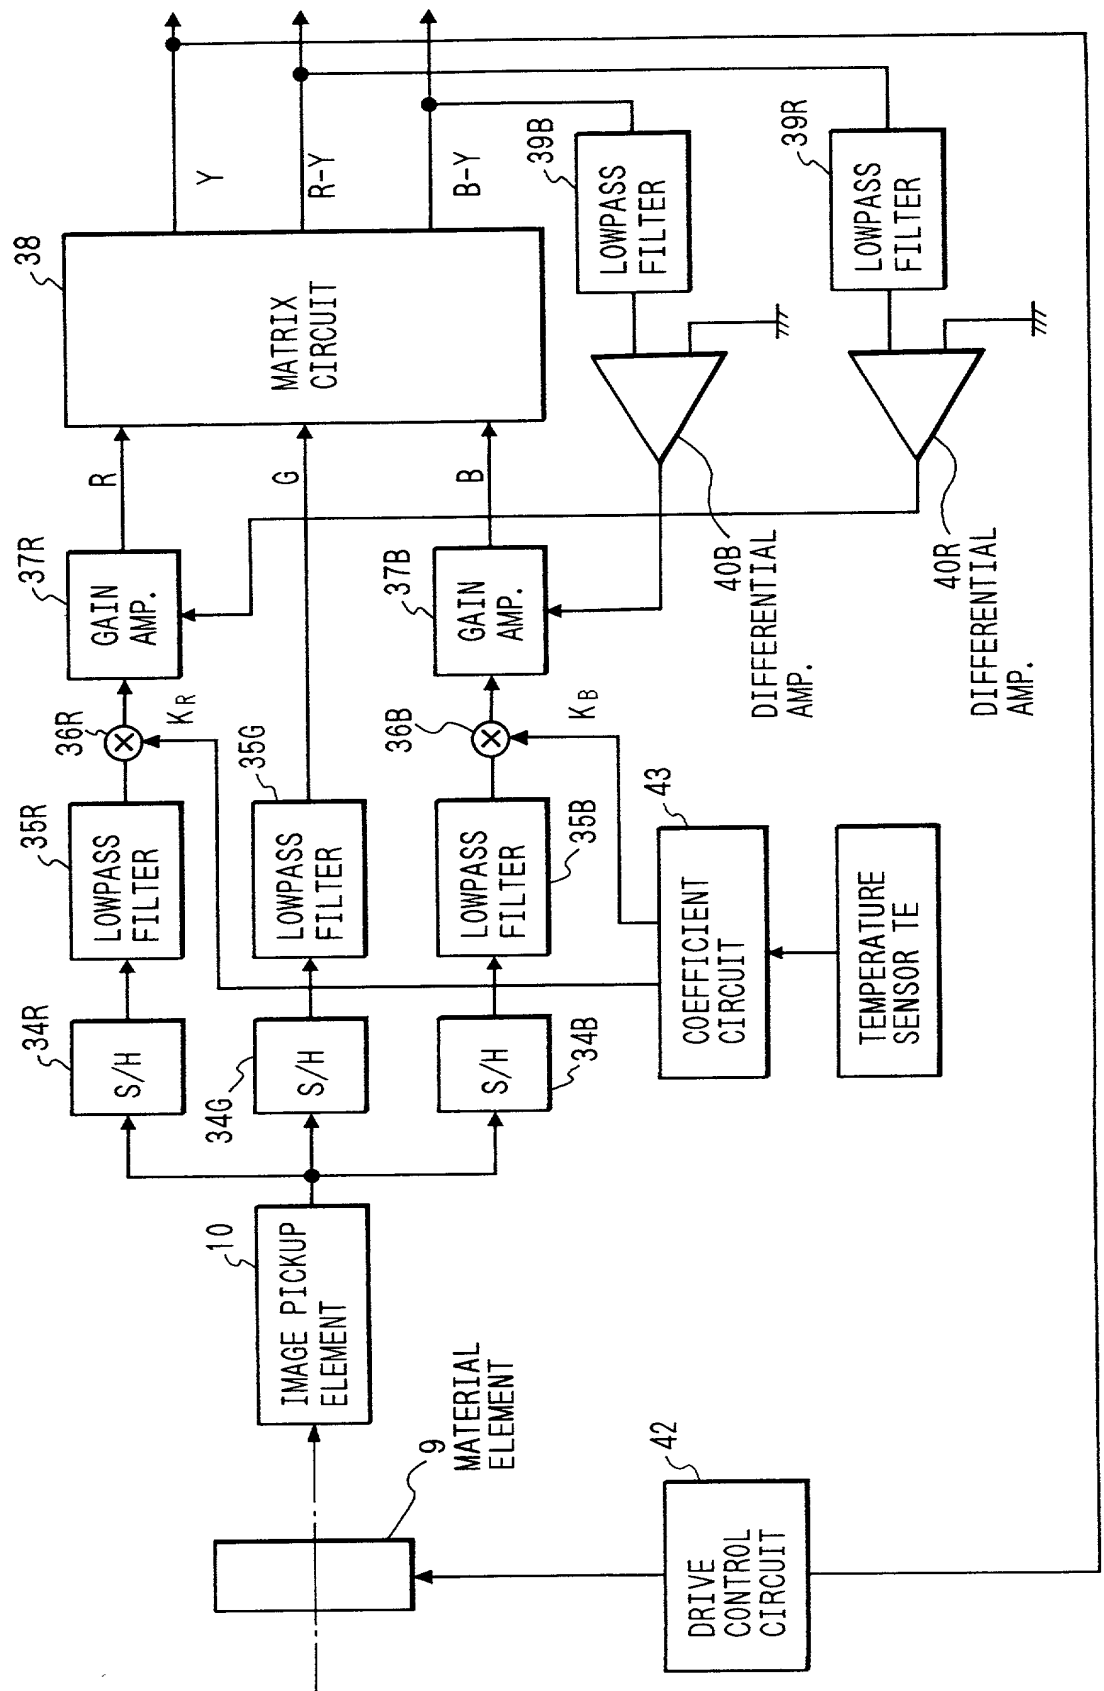 38
MATRIX
CIRCUIT
Y
R-Y
B-Y
R
G
B
37R
GAIN
AMP.
37B
GAIN
AMP.
36R
KR
36B
KB
35R
LOWPASS
FILTER
35G
LOWPASS
FILTER
35B
LOWPASS
FILTER
34R
S/H
34G
S/H
34B
S/H
10
IMAGE PICKUP
ELEMENT
9
MATERIAL
ELEMENT
39B
LOWPASS
FILTER
39R
LOWPASS
FILTER
40B
DIFFERENTIAL
AMP.
40R
DIFFERENTIAL
AMP.
43
COEFFICIENT
CIRCUIT
TEMPERATURE
SENSOR TE
42
DRIVE
CONTROL
CIRCUIT